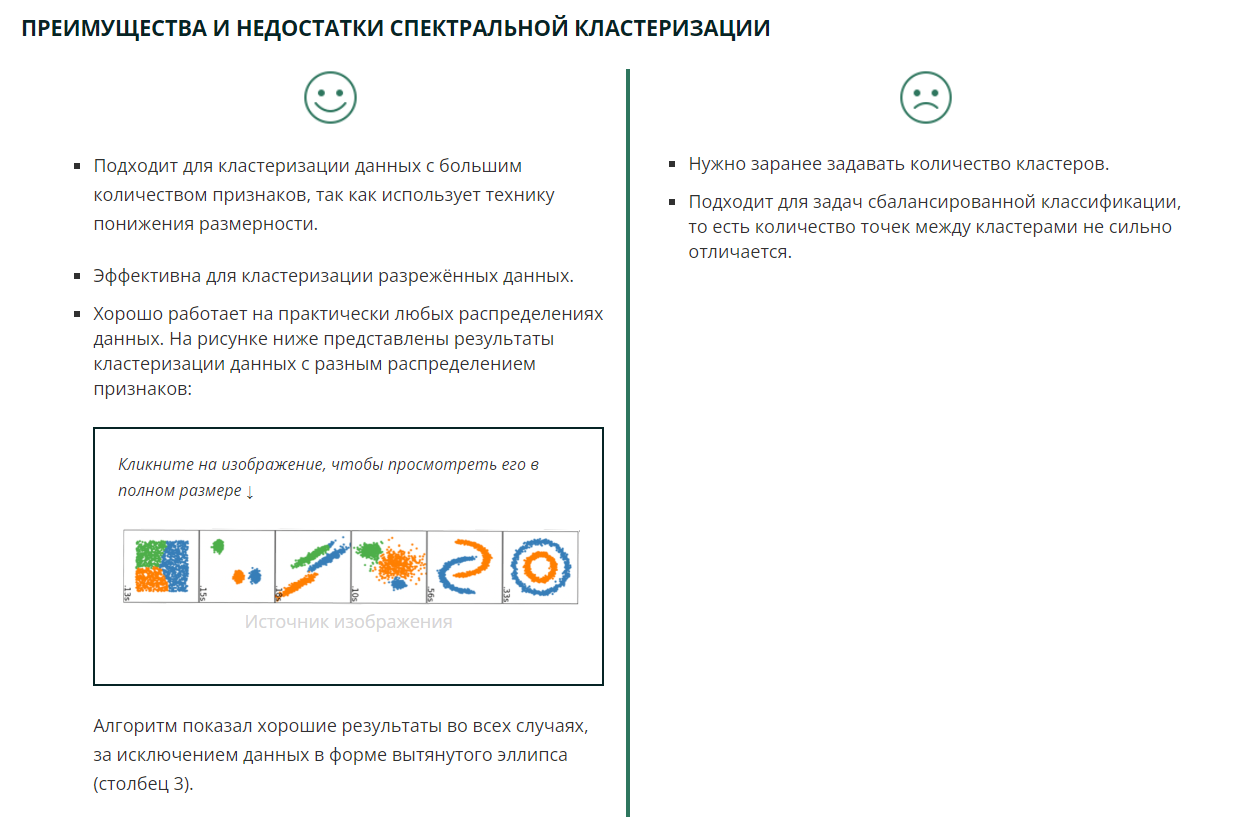 ПРЕИМУЩЕСТВА И НЕДОСТАТКИ СПЕКТРАЛЬНОЙ КЛАСТЕРИЗАЦИИ
Подходит для кластеризации данных с большим
количеством признаков, так как использует технику
понижения размерности.
Эффективна для кластеризации разрежённых данных.
Хорошо работает на практически любых распределениях
данных. На рисунке ниже представлены результаты
кластеризации данных с разным распределением
признаков:
Кликните на изображение, чтобы просмотреть его в
полном размере ↓
.13s
.15s
.10s
.56s
.33s
Источник изображения
Алгоритм показал хорошие результаты во всех случаях,
за исключением данных в форме вытянутого эллипса
(столбец 3).
Нужно заранее задавать количество кластеров.
Подходит для задач сбалансированной классификации,
то есть количество точек между кластерами не сильно
отличается.